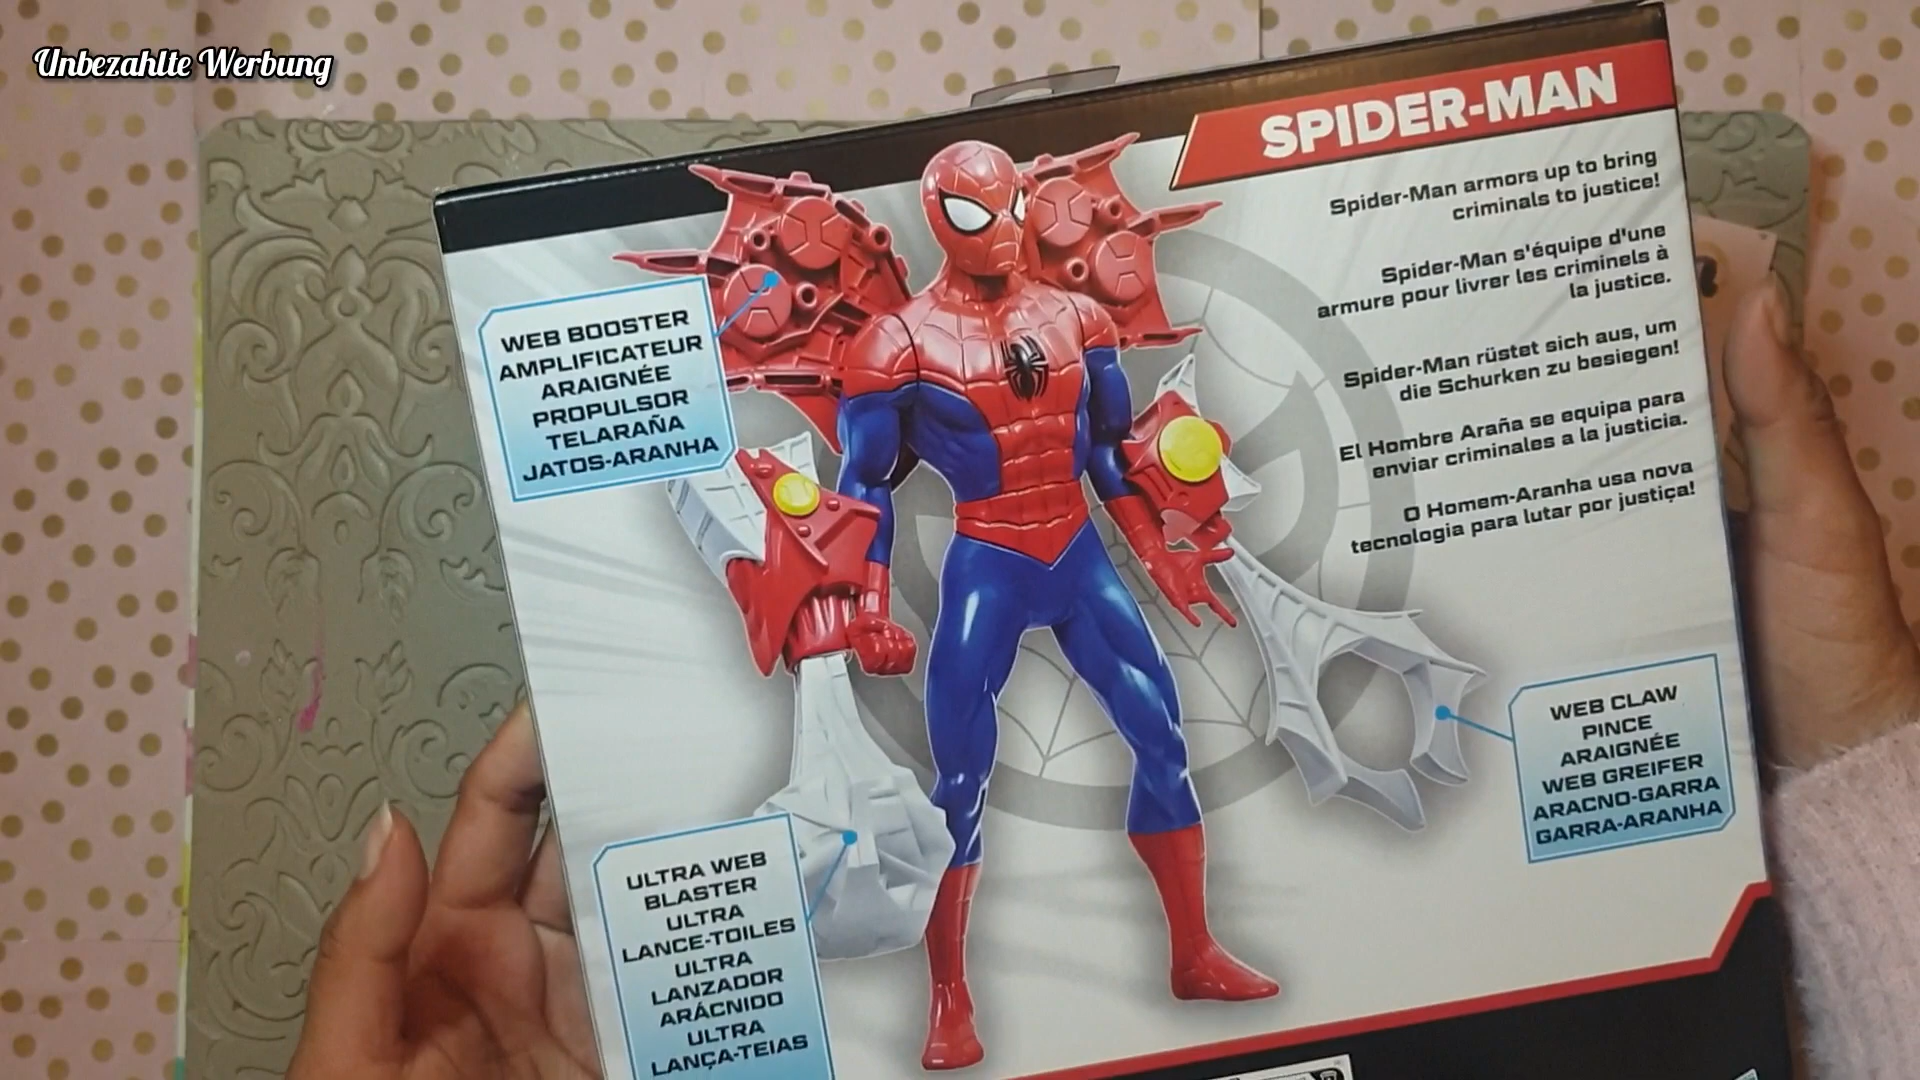 Unbezahlte Werbung
SPIDER-MAN
Spider-Man armors up to bring
criminals to justice!
Spider-Man s'équipe d'une
armure pour livrer les criminels à
la justice.
Spider-Man rüstet sich aus, um
die Schurken zu besiegen!
El Hombre Araña se equipa para
enviar criminales a la justicia.
O Homem-Aranha usa nova
tecnologia para lutar por justiça!
WEB BOOSTER
AMPLIFICATEUR
ARAIGNÉE
PROPULSOR
TELARAÑA
JATOS-ARANHA
WEB CLAW
PINCE
ARAIGNÉE
WEB GREIFER
ARACNO-GARRA
GARRA-ARANHA
ULTRA WEB
BLASTER
ULTRA
LANCE-TOILES
ULTRA
LANZADOR
ARÁCNIDO
ULTRA
LANÇA-TEIAS